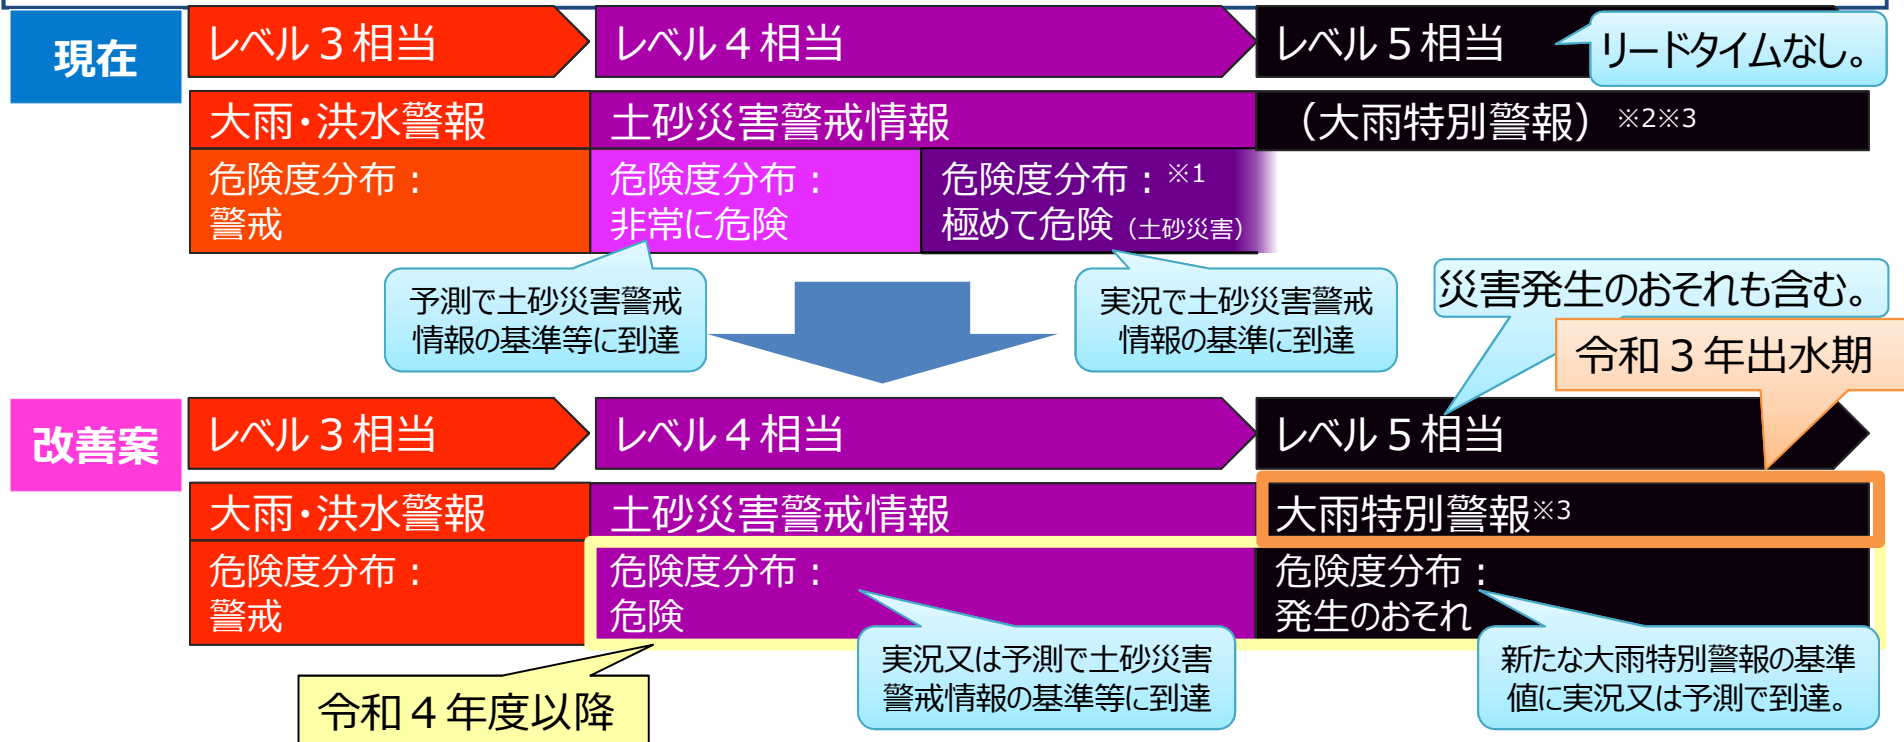 現在
レベル３相当
レベル４相当
レベル５相当
リードタイムなし。
大雨・洪水警報
土砂災害警戒情報
（大雨特別警報）※2※3
危険度分布：
警戒
危険度分布：
非常に危険
危険度分布：※1
極めて危険（土砂災害）
予測で土砂災害警戒
情報の基準等に到達
実況で土砂災害警戒
情報の基準に到達
災害発生のおそれも含む。
令和３年出水期
改善案
レベル３相当
レベル４相当
レベル５相当
大雨・洪水警報
土砂災害警戒情報
大雨特別警報※3
危険度分布：
警戒
危険度分布：
危険
危険度分布：
発生のおそれ
実況又は予測で土砂災害
警戒情報の基準等に到達
新たな大雨特別警報の基準
値に実況又は予測で到達。
令和４年度以降